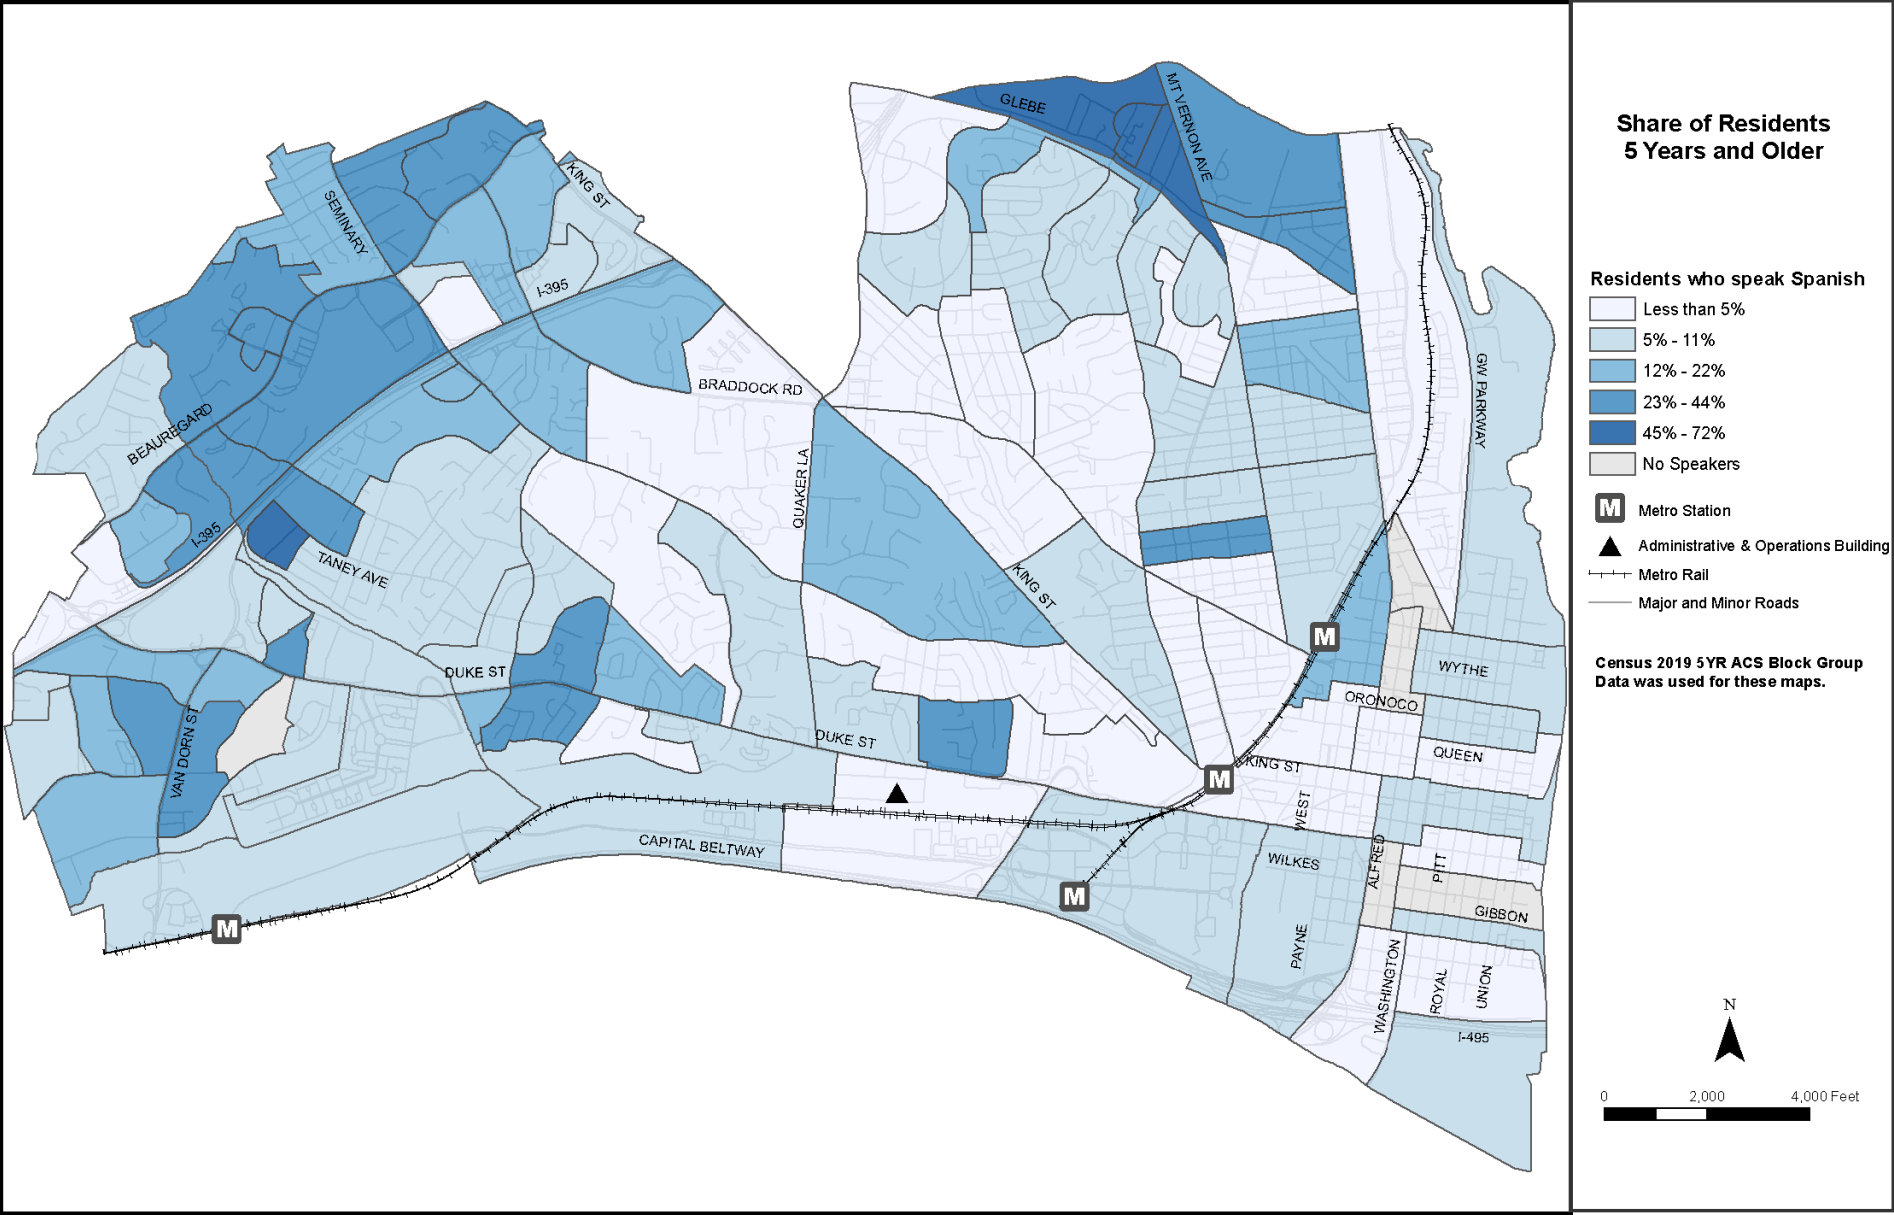 Share of Residents
5 Years and Older
Residents who speak Spanish
Less than 5%
5% - 11%
12% - 22%
23% - 44%
45% - 72%
No Speakers
M Metro Station
Administrative & Operations Building
Metro Rail
Major and Minor Roads
Census 2019 5YR ACS Block Group
Data was used for these maps.
N
0 2,000 4,000 Feet
GLEBE
MT VERNON AVE
KING ST
SEMINARY
I-395
BRADDOCK RD
GW PARKWAY
BEAUREGARD
QUAKER LA
I-395
TANEY AVE
KING ST
M
DUKE ST
WYTHE
ORONOCO
VAN DORN ST
DUKE ST
QUEEN
KING ST
M
WEST
CAPITAL BELTWAY
WILKES
ALFRED
PITT
M
GIBBON
M
PAYNE
WASHINGTON
ROYAL
UNION
I-495